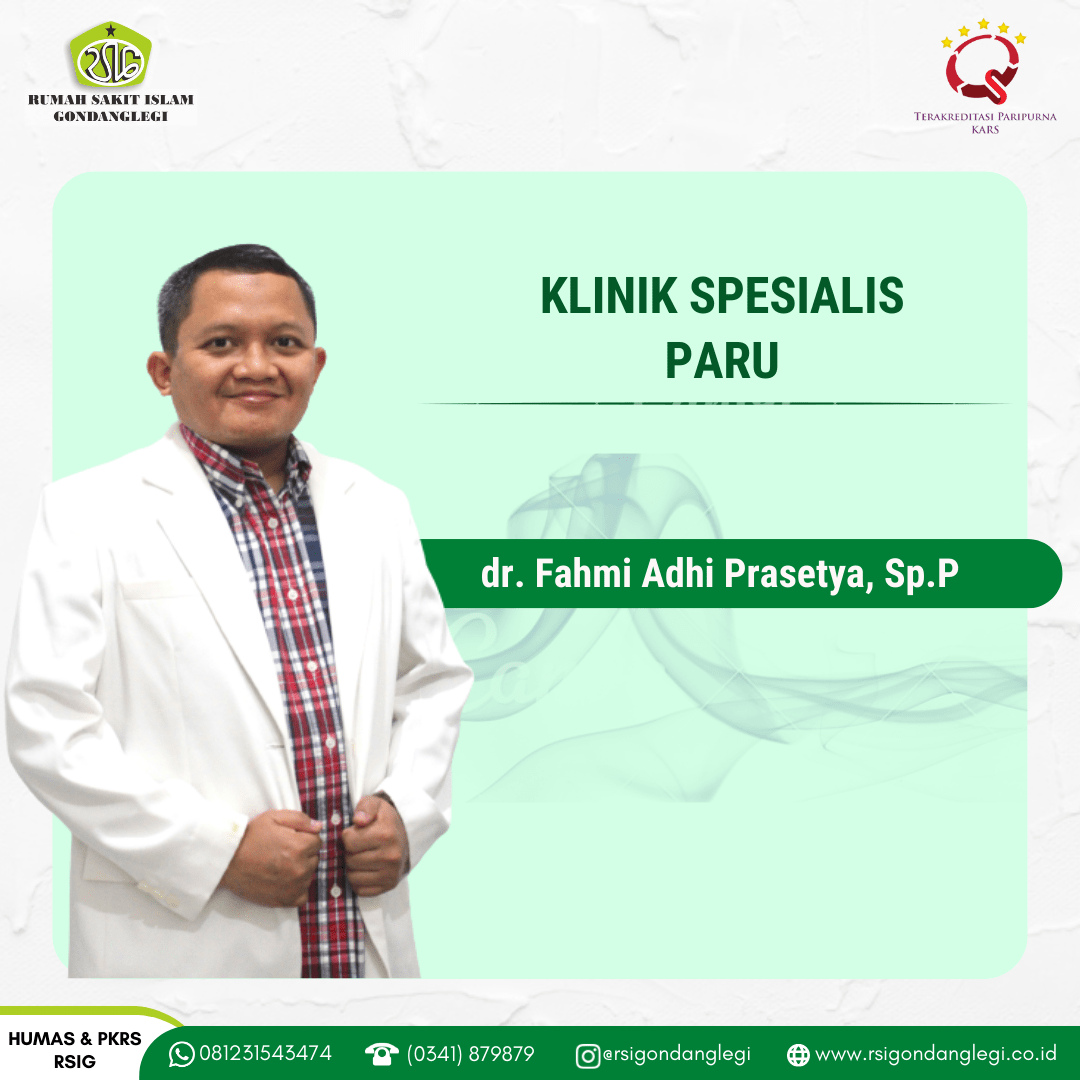 RSIG
RUMAH SAKIT ISLAM
GONDANGLEGI
TERAKREDITASI PARIPURNA
KARS
KLINIK SPESIALIS
PARU
dr. Fahmi Adhi Prasetya, Sp.P
HUMAS & PKRS
RSIG
081231543474
(0341) 879879
@rsigondanglegi
www.rsigondanglegi.co.id